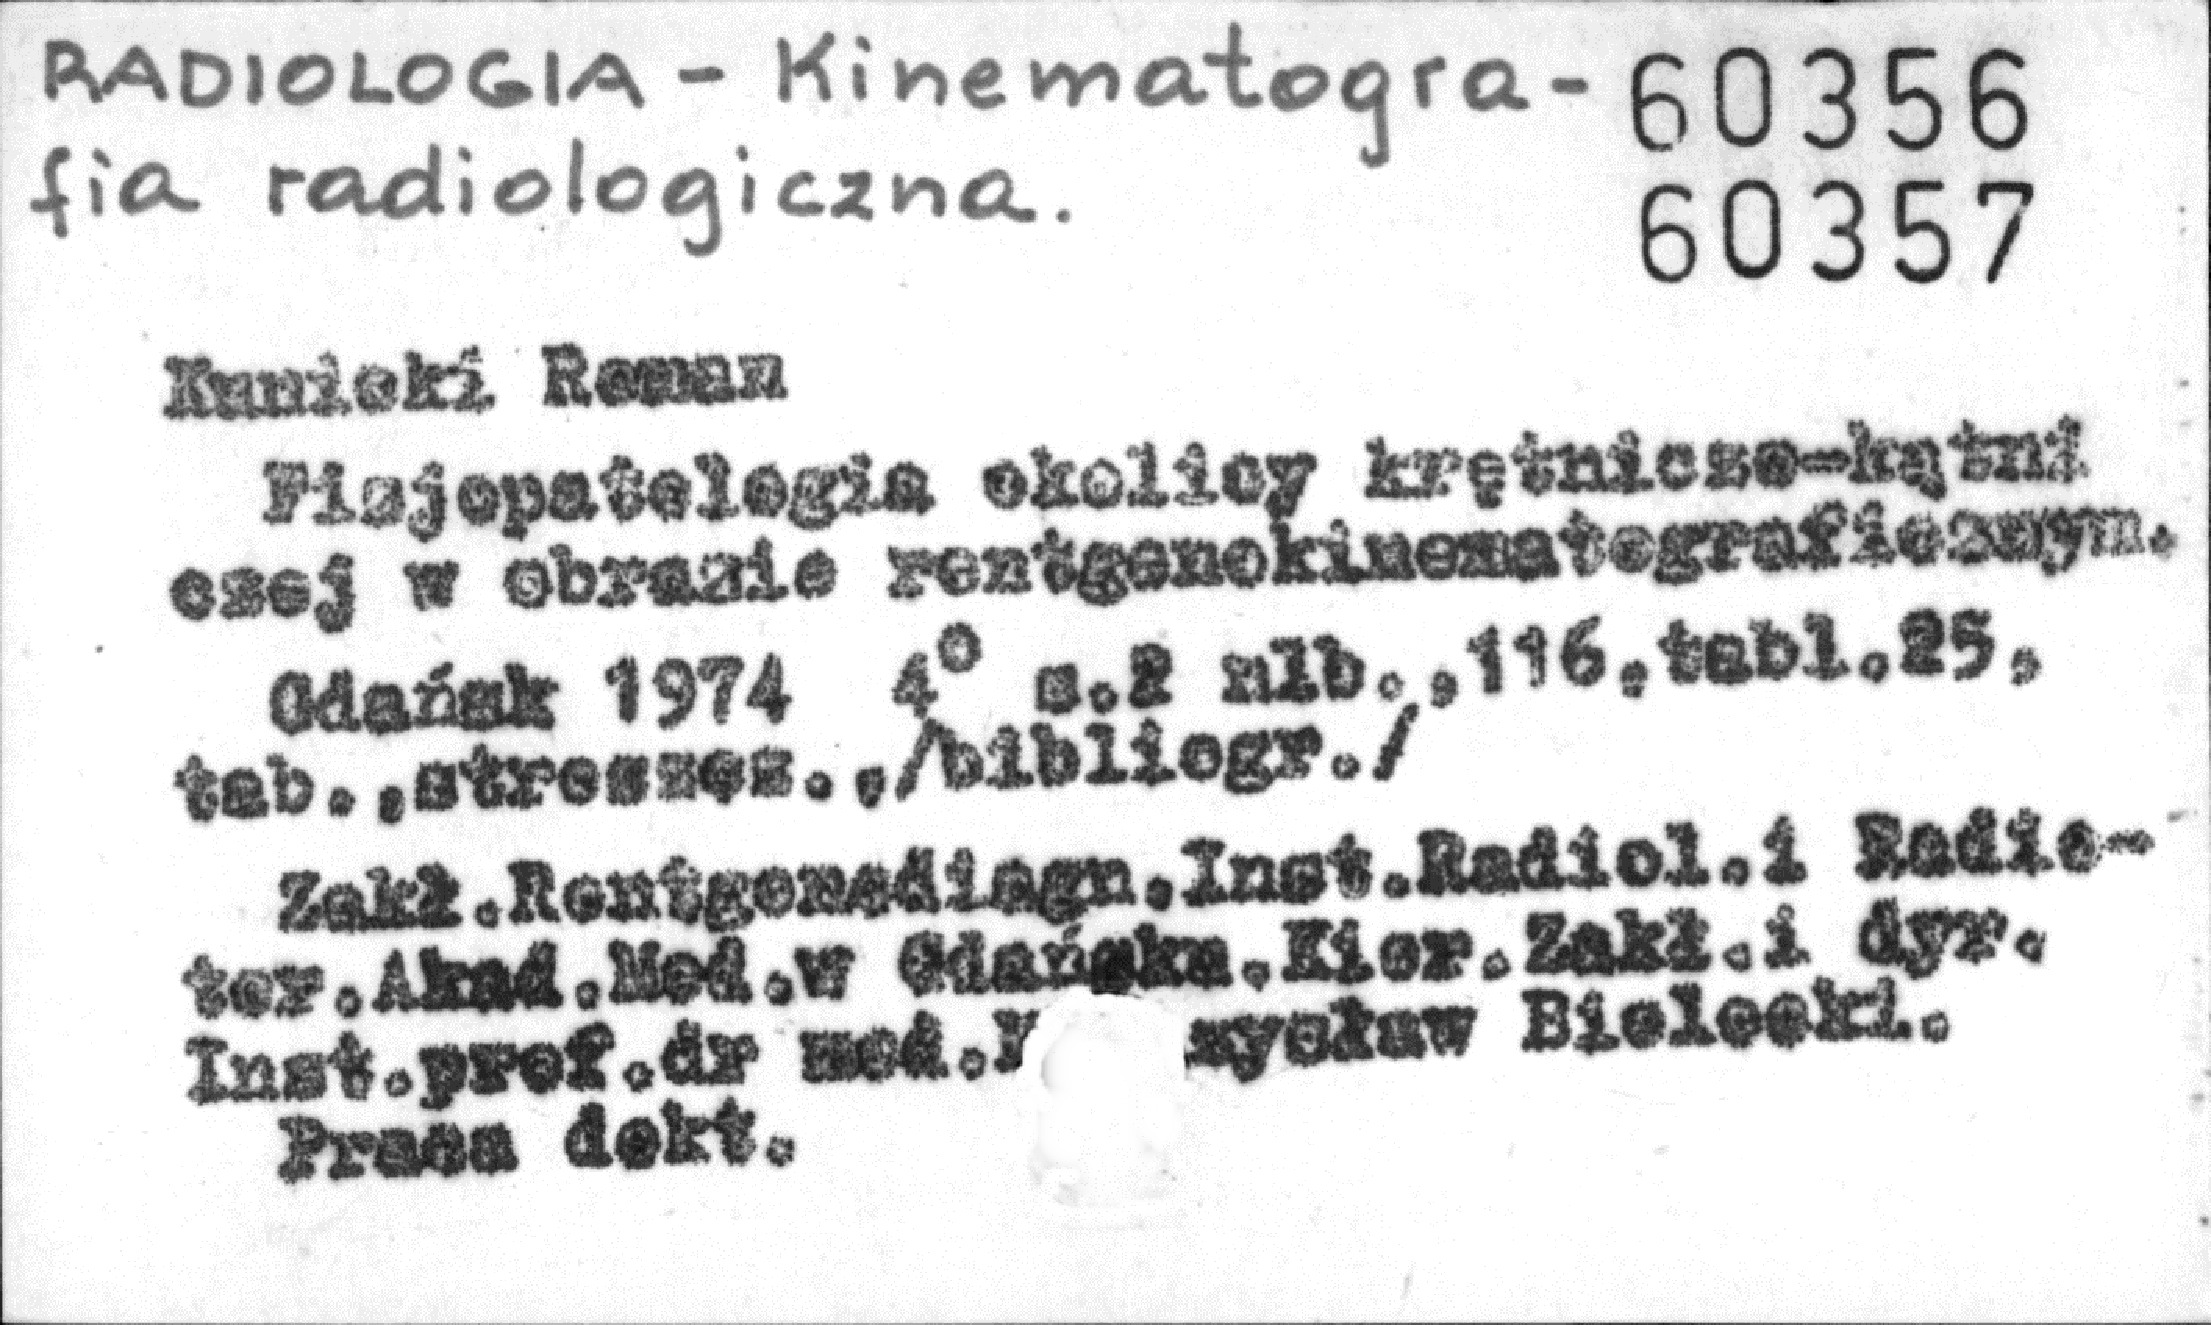 RADIOLOGIA - Kinematogra- 60356
fia radiologiczna. 60357
Kunicki Roman
Fizjopatologia okolicy krętniczo-kątni
czej w obrazie rentgenokinematograficznym.
Gdańsk 1974 4° s.2 nlb.,116,tabl.25,
tab.,streszcz.,/bibliogr./
Zakł.Rentgenodiagn.Inst.Radiol.i Radio-
ter.Akad.Med.w Gdańsku.Kier.Zakł.i dyr.
Inst.prof.dr med. Bielecki.
Praca dokt.